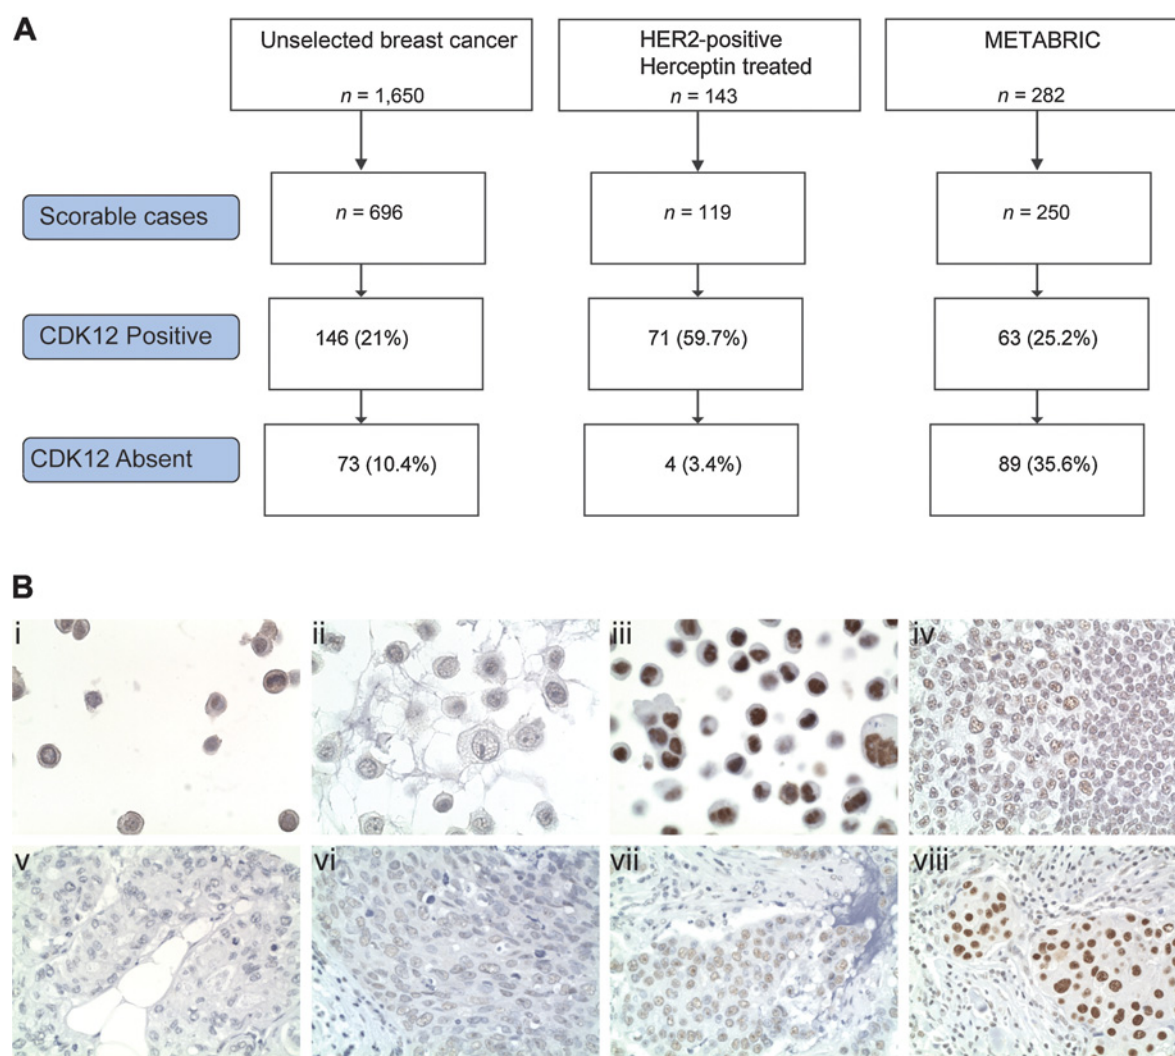 A
Unselected breast cancer
n = 1,650
HER2-positive
Herceptin treated
n = 143
METABRIC
n = 282
Scorable cases
n = 696
n = 119
n = 250
CDK12 Positive
146 (21%)
71 (59.7%)
63 (25.2%)
CDK12 Absent
73 (10.4%)
4 (3.4%)
89 (35.6%)
B
i
ii
iii
iv
v
vi
vii
viii